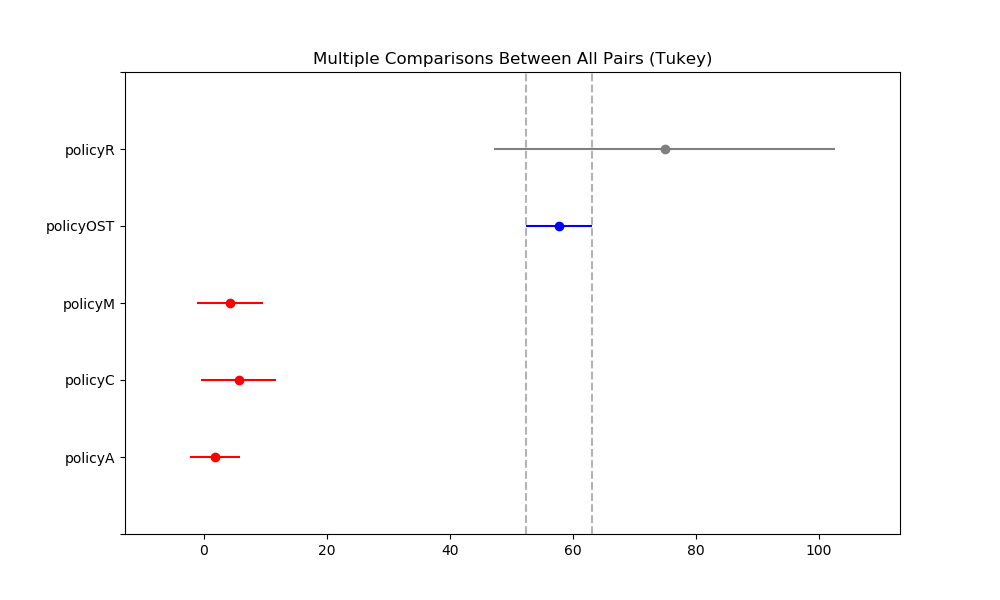 Multiple Comparisons Between All Pairs (Tukey)
policyR
policyOST
policyM
policyC
policyA
0 20 40 60 80 100